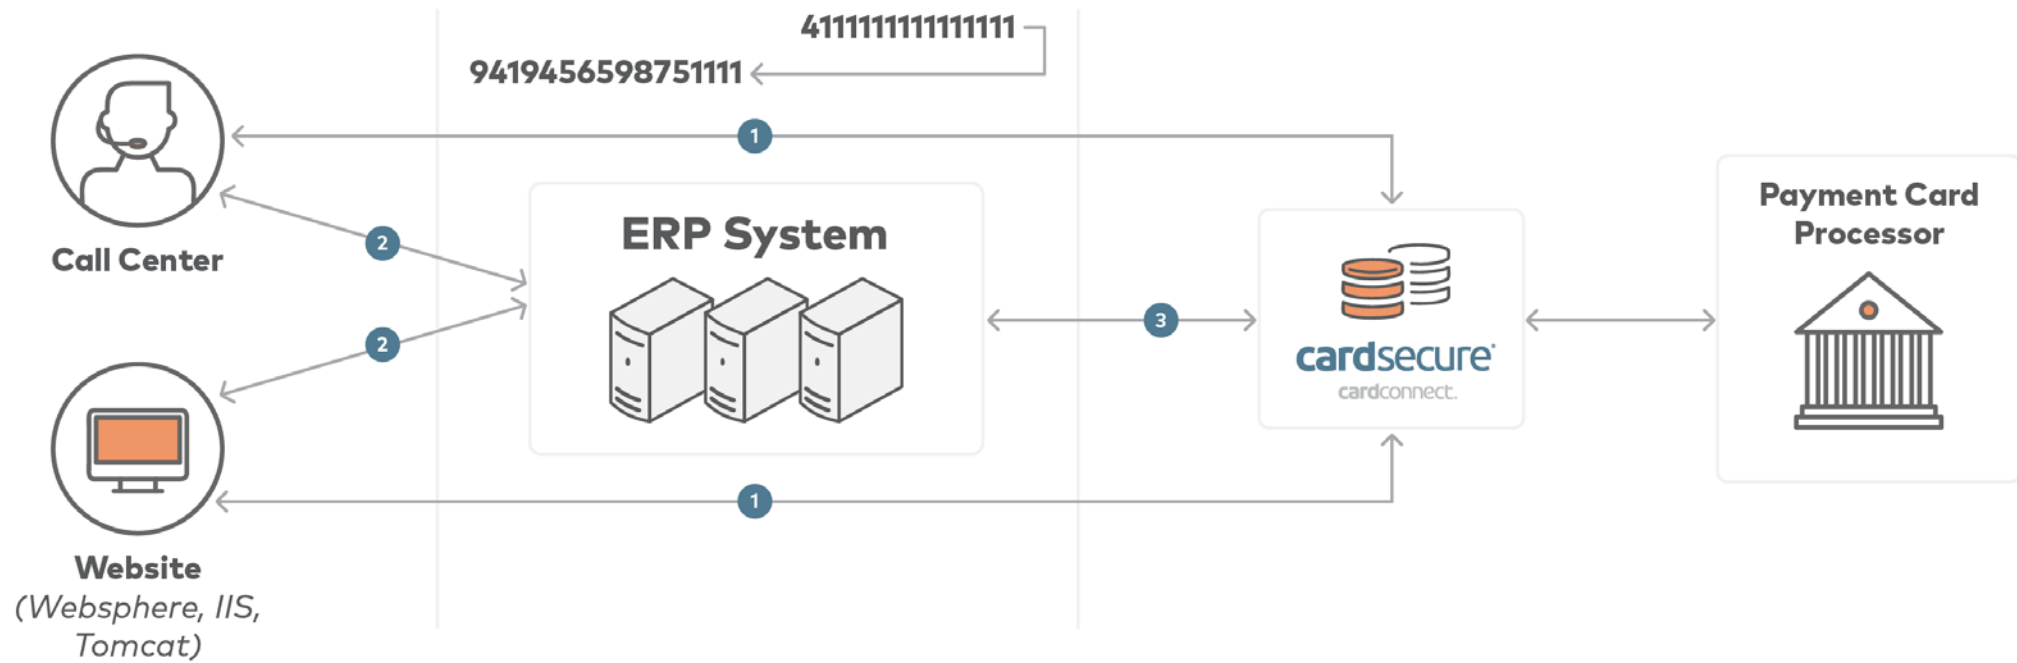 4111111111111111
9419456598751111
1
Call Center
2
ERP System
Payment Card
Processor
2
3
cardsecure®
cardconnect.
1
Website
(Websphere, IIS,
Tomcat)